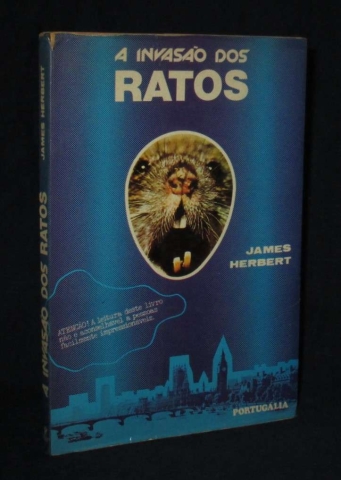 A INVASÃO DOS
RATOS
JAMES
HERBERT
ATENÇÃO! A leitura deste LIVRO
não é aconselhável a pessoas
facilmente impressionáveis.
PORTUGÁLIA
A INVASÃO DOS RATOS
JAMES HERBERT